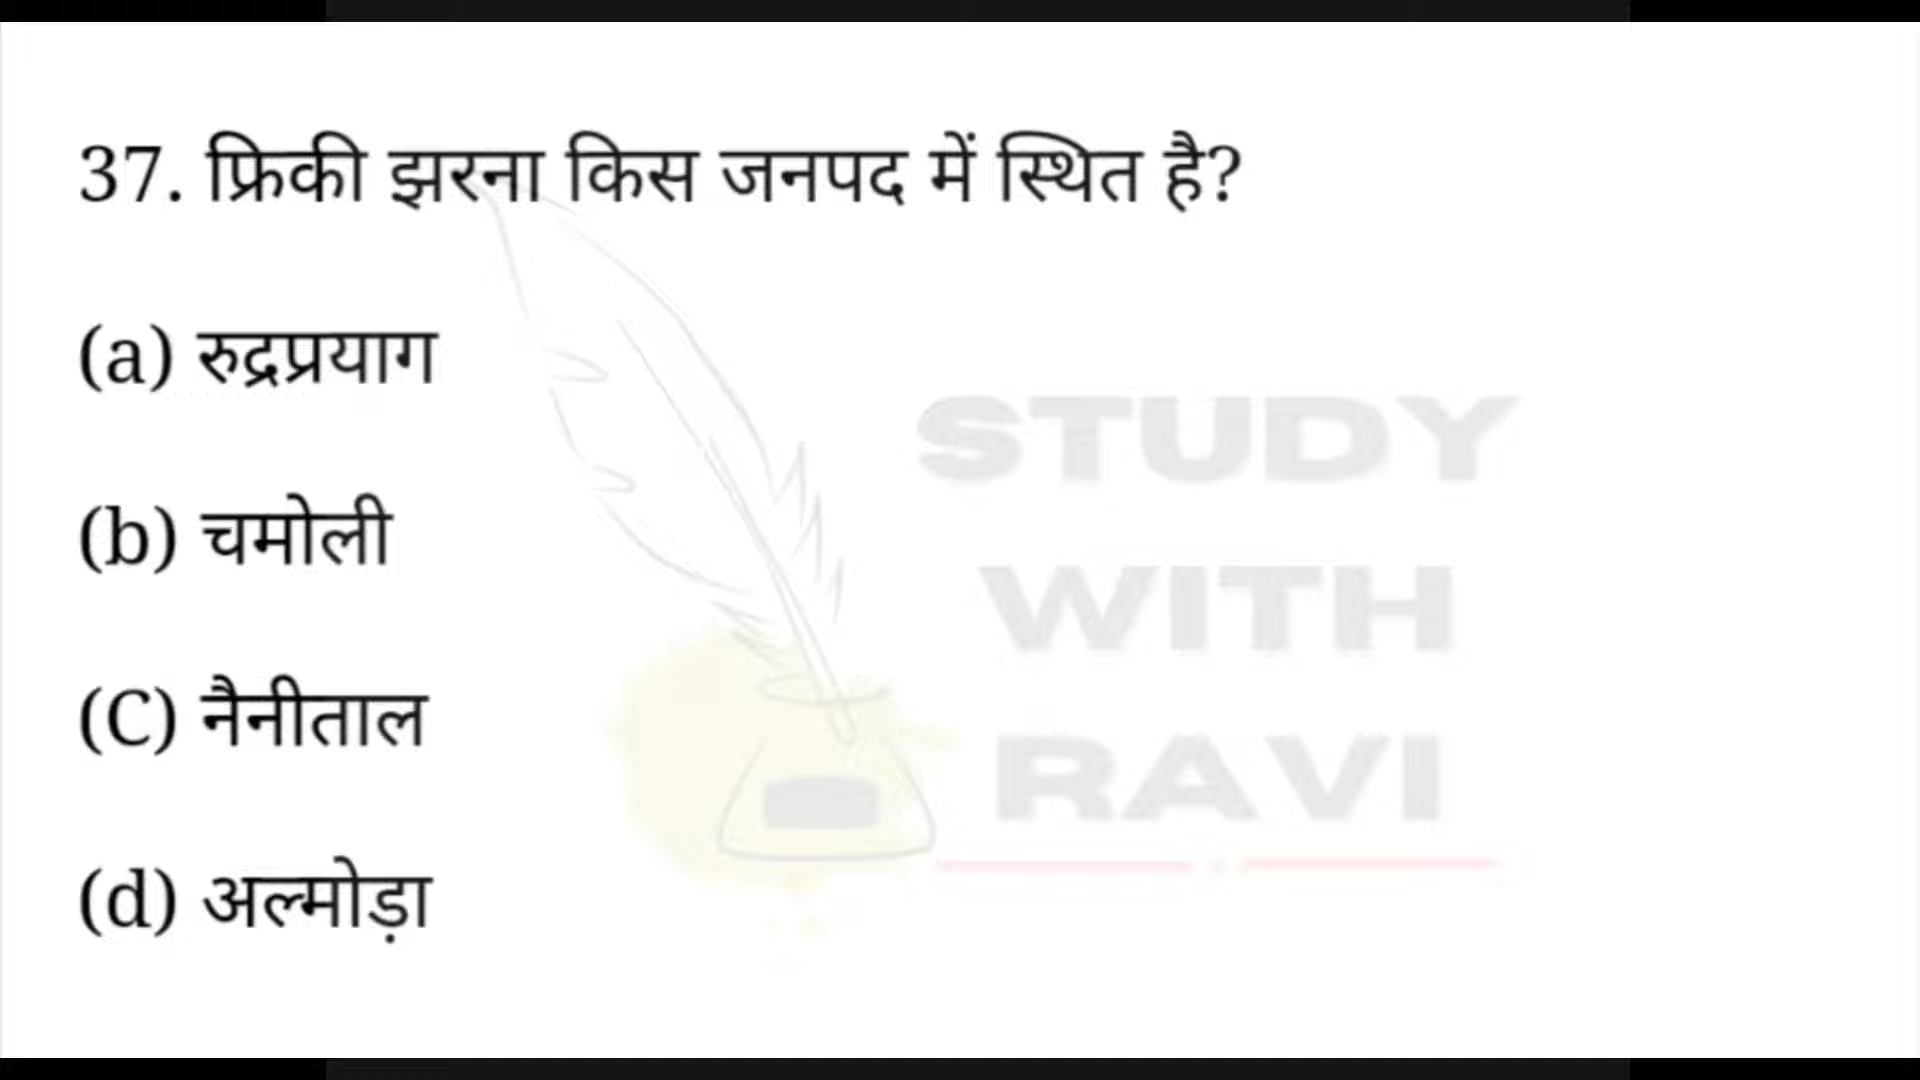 37. फ्रिकी झरना किस जनपद में स्थित है?
(a) रुद्रप्रयाग
(b) चमोली
(C) नैनीताल
(d) अल्मोड़ा
STUDY
WITH
RAVI